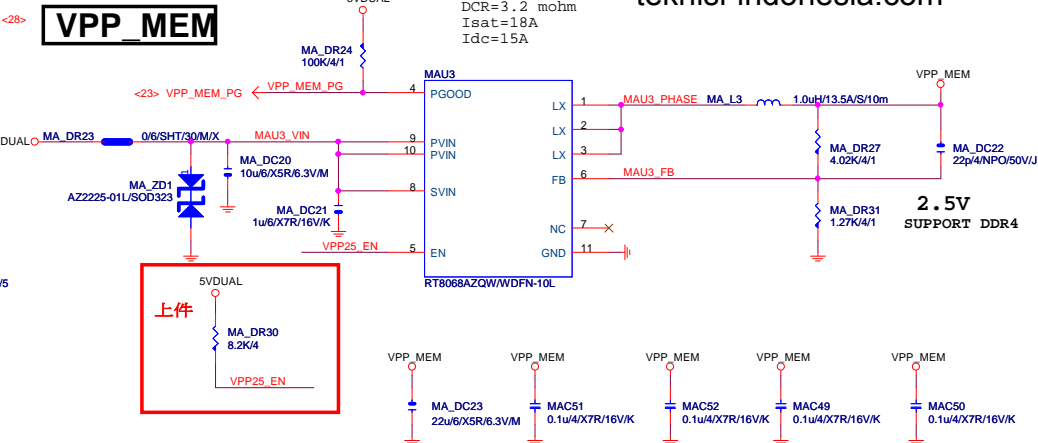 <28>
VPP_MEM
5VDUAL
DCR=3.2 mohm
Isat=18A
Idc=15A
teknisi-indonesia.com
MA_DR24
100K/4/1
<23> VPP_MEM_PG
VPP_MEM_PG
MAU3
4
PGOOD
9
PVIN
10
PVIN
8
SVIN
5
EN
LX
1
LX
2
LX
3
FB
6
NC
7
GND
11
RT8068AZQW/WDFN-10L
MAU3_PHASE
MA_L3
1.0uH/13.5A/S/10m
VPP_MEM
MAU3_FB
MA_DR27
4.02K/4/1
MA_DC22
22p/4/NPO/50V/J
MA_DR31
1.27K/4/1
2.5V
SUPPORT DDR4
DUAL
MA_DR23
0/6/SHT/30/M/X
MAU3_VIN
MA_ZD1
AZ2225-01L/SOD323
MA_DC20
10u/6/X5R/6.3V/M
MA_DC21
1u/6/X7R/16V/K
VPP25_EN
/5
上件
5VDUAL
MA_DR30
8.2K/4
VPP25_EN
VPP_MEM
MA_DC23
22u/6/X5R/6.3V/M
VPP_MEM
MAC51
0.1u/4/X7R/16V/K
VPP_MEM
MAC52
0.1u/4/X7R/16V/K
VPP_MEM
MAC49
0.1u/4/X7R/16V/K
VPP_MEM
MAC50
0.1u/4/X7R/16V/K